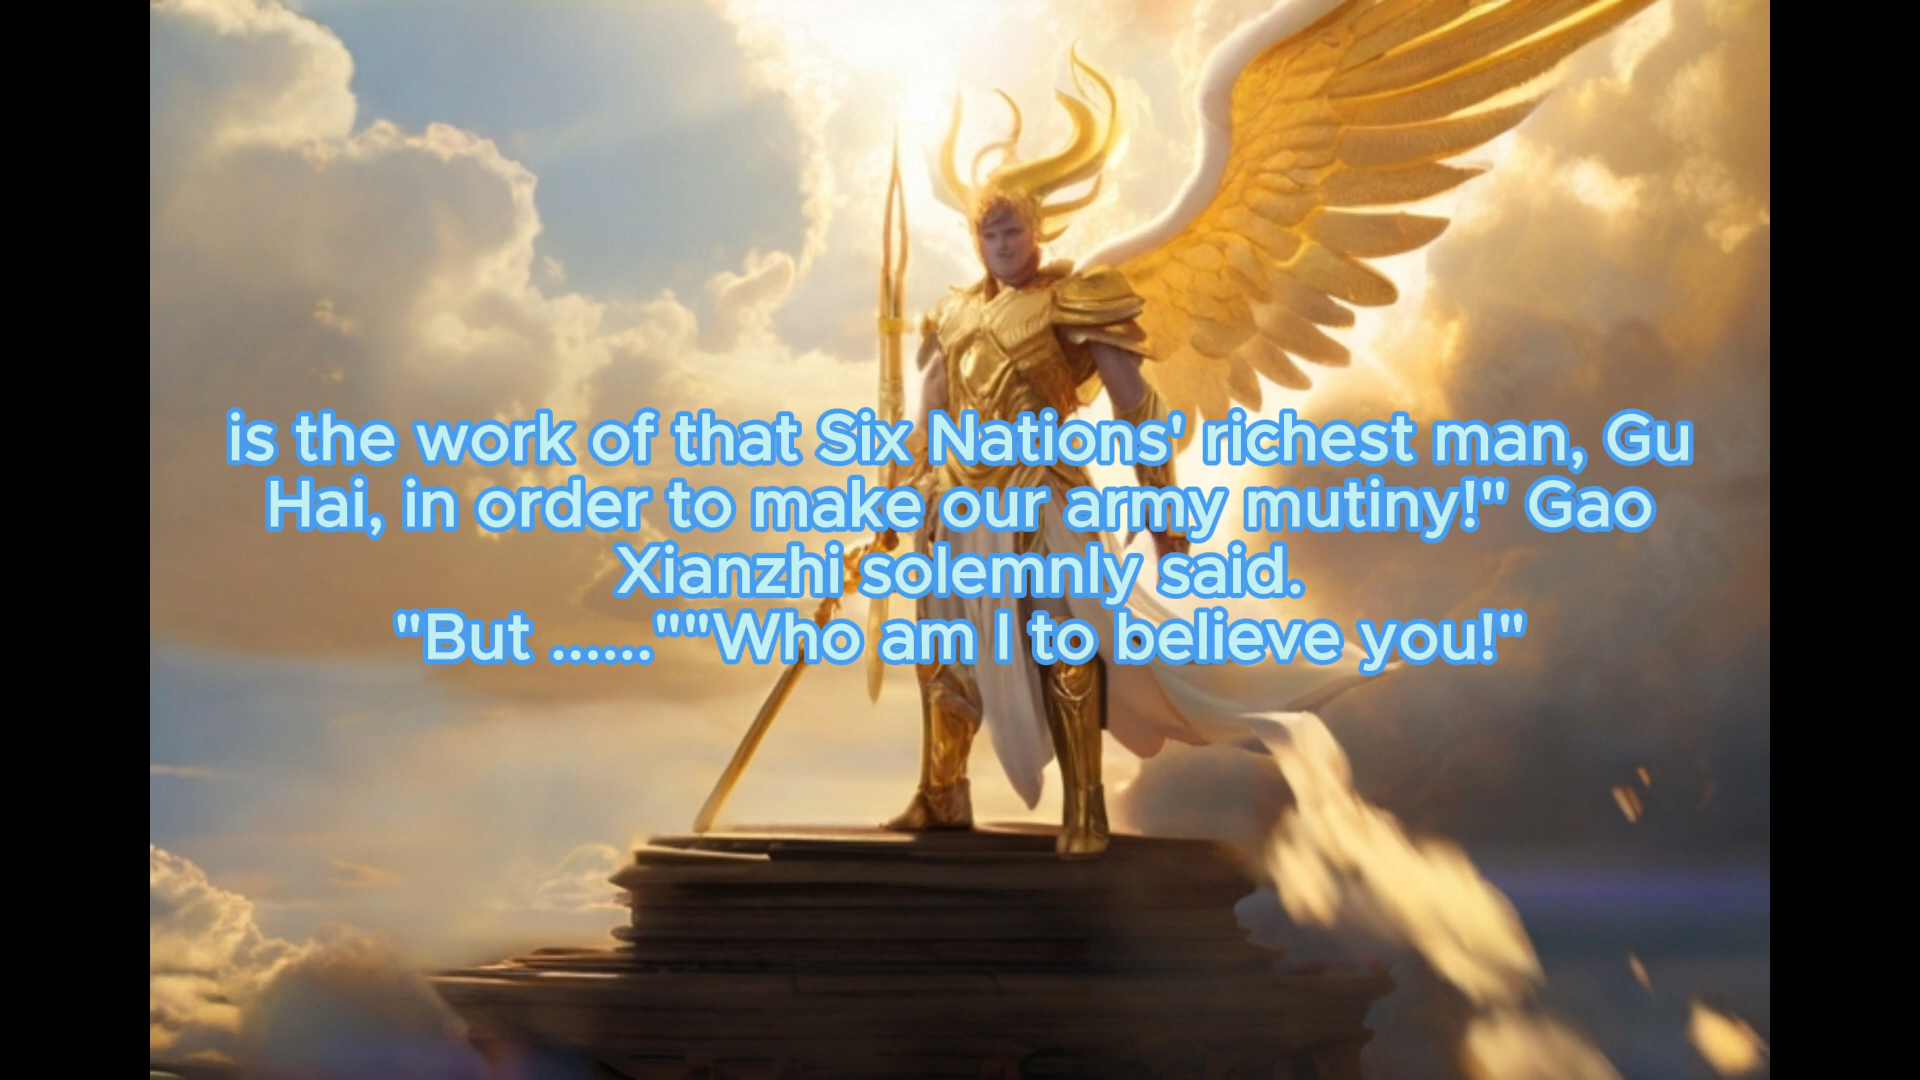 is the work of that Six Nations' richest man, Gu
Hai, in order to make our army mutiny!" Gao
Xianzhi solemnly said.
"But ......""Who am I to believe you!"